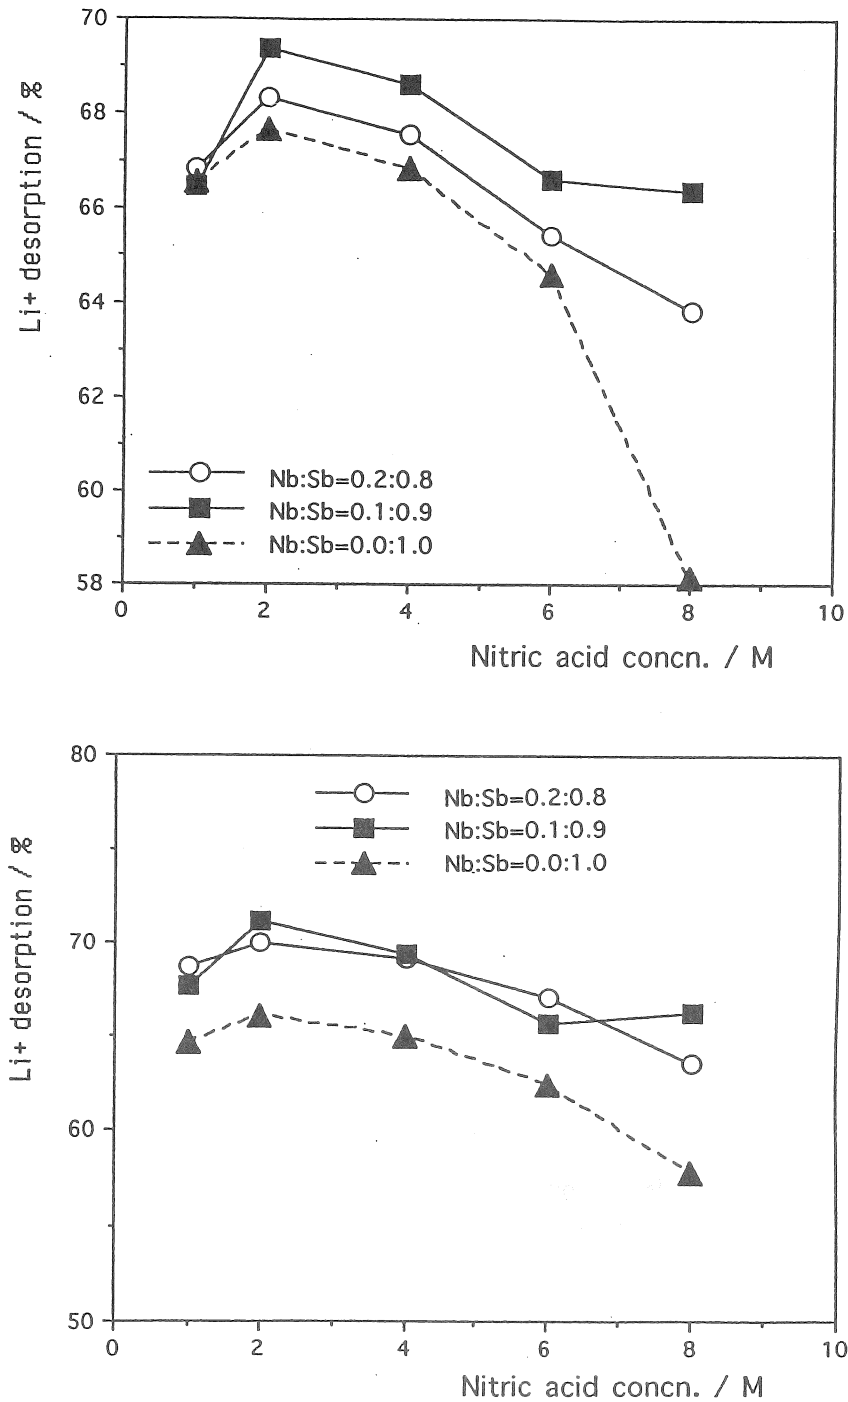 70
68
66
64
62
60
58
Li+ desorption / %
Nb:Sb=0.2:0.8
Nb:Sb=0.1:0.9
Nb:Sb=0.0:1.0
0 2 4 6 8 10
Nitric acid concn. / M
80
70
60
50
Li+ desorption / %
Nb:Sb=0.2:0.8
Nb:Sb=0.1:0.9
Nb:Sb=0.0:1.0
0 2 4 6 8 10
Nitric acid concn. / M